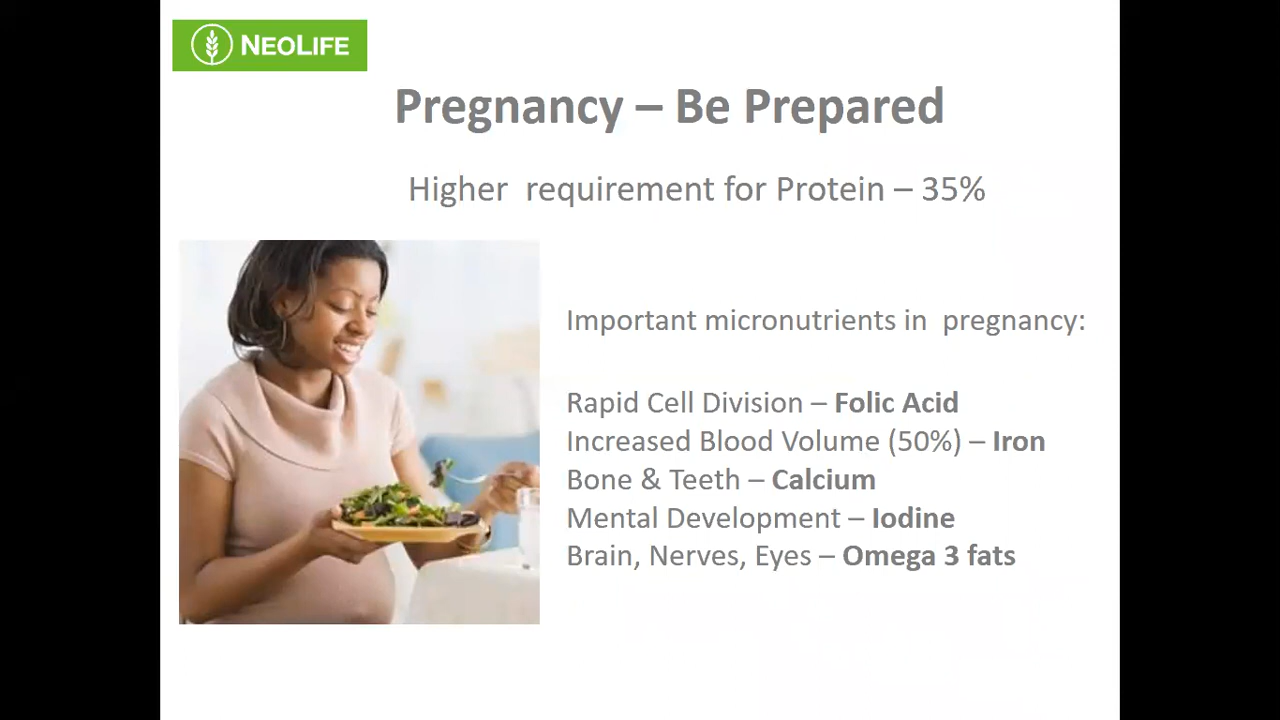 NEOLIFE
Pregnancy – Be Prepared
Higher requirement for Protein – 35%
Important micronutrients in pregnancy:
Rapid Cell Division – Folic Acid
Increased Blood Volume (50%) – Iron
Bone & Teeth – Calcium
Mental Development – Iodine
Brain, Nerves, Eyes – Omega 3 fats